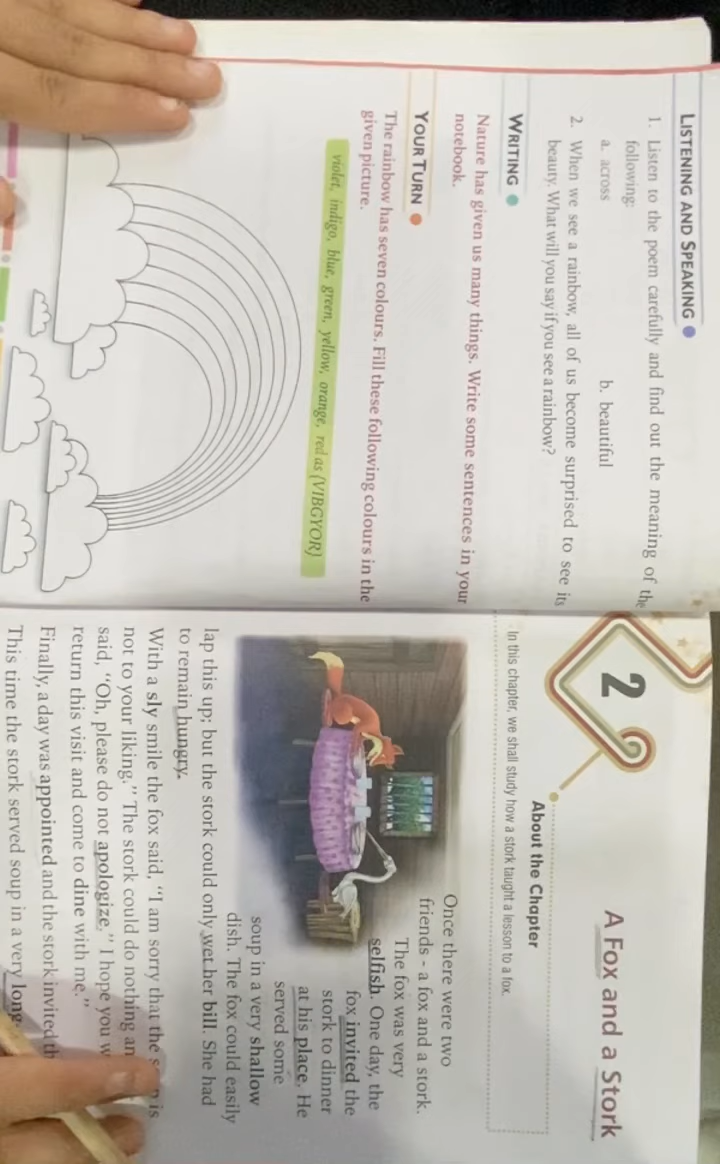 LISTENING AND SPEAKING
1. Listen to the poem carefully and find out the meaning of the
following:
a. across b. beautiful
2. When we see a rainbow, all of us become surprised to see its
beauty. What will you say if you see a rainbow?
WRITING
Nature has given us many things. Write some sentences in your
notebook.
YOUR TURN
The rainbow has seven colours. Fill these following colours in the
given picture.
violet, indigo, blue, green, yellow, orange, red as (VIBGYOR)
2
A Fox and a Stork
About the Chapter
In this chapter, we shall study how a stork taught a lesson to a fox.
Once there were two
friends - a fox and a stork.
The fox was very
selfish. One day, the
fox invited the
stork to dinner
at his place. He
served some
soup in a very shallow
dish. The fox could easily
lap this up; but the stork could only wet her bill. She had
to remain hungry.
With a sly smile the fox said, "I am sorry that the is
not to your liking." The stork could do nothing
said, "Oh, please do not apologize," I hope you
return this visit and come to dine with me."
Finally, a day was appointed and the stork invited
This time the stork served soup in a very long-